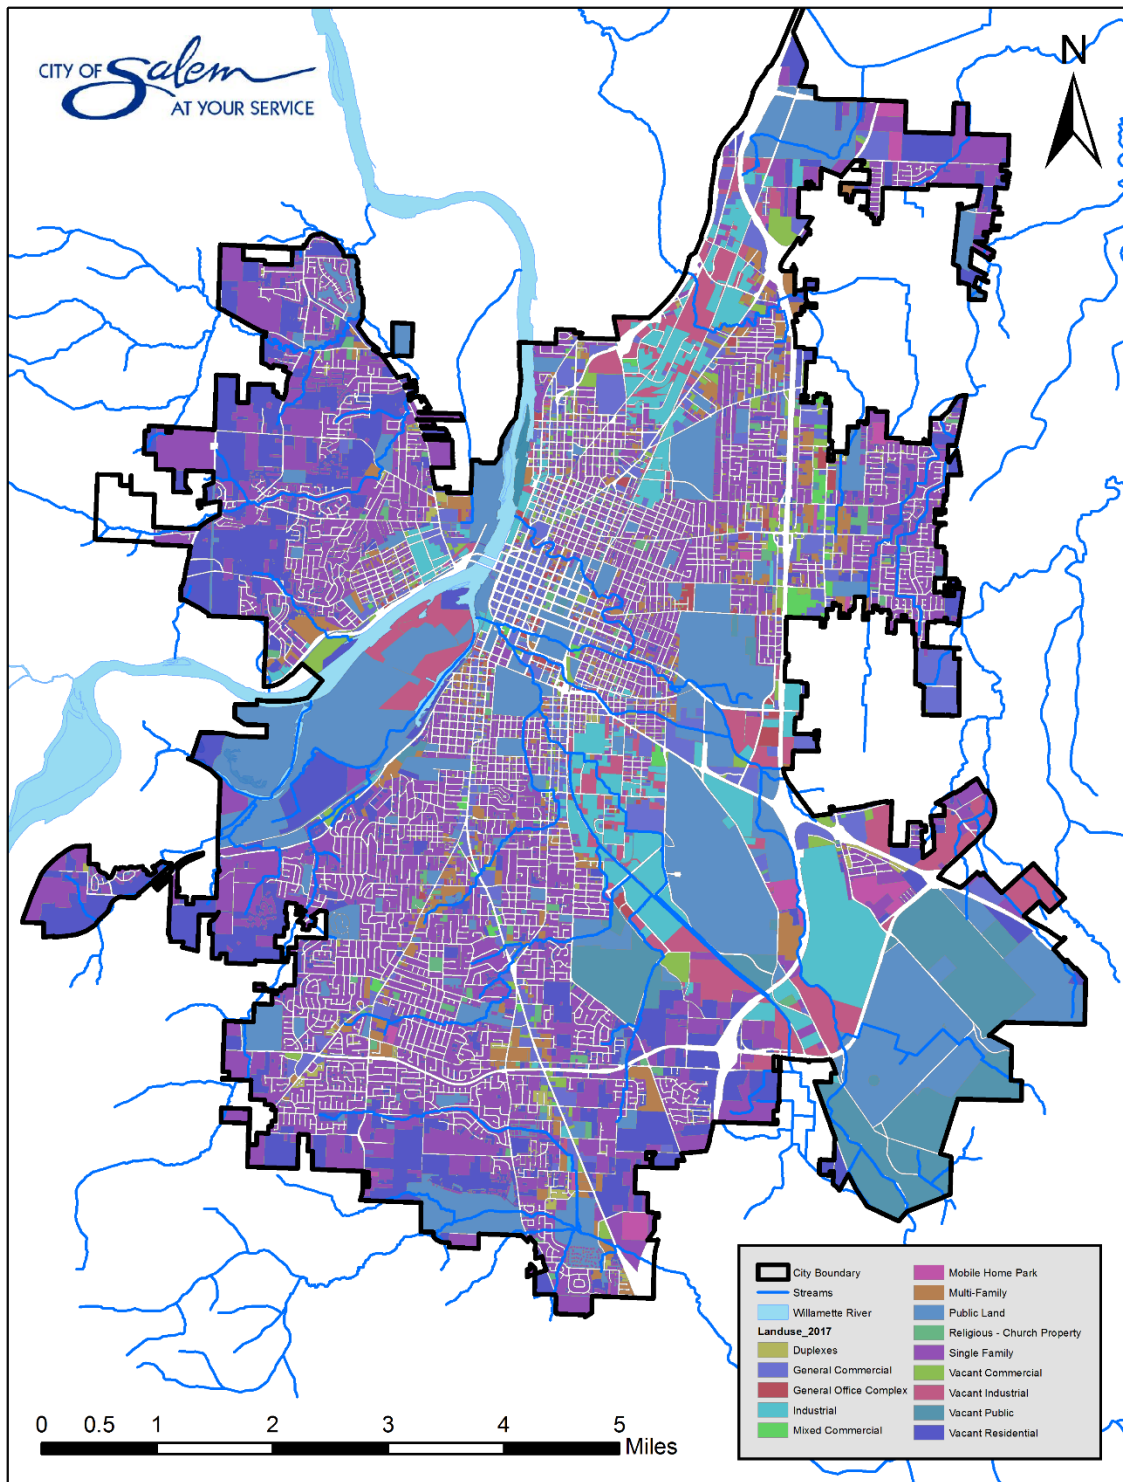 CITY OF Salem
AT YOUR SERVICE
N
City Boundary
Streams
Willamette River
Landuse_2017
Duplexes
General Commercial
General Office Complex
Industrial
Mixed Commercial
Mobile Home Park
Multi-Family
Public Land
Religious - Church Property
Single Family
Vacant Commercial
Vacant Industrial
Vacant Public
Vacant Residential
0 0.5 1 2 3 4 5
Miles